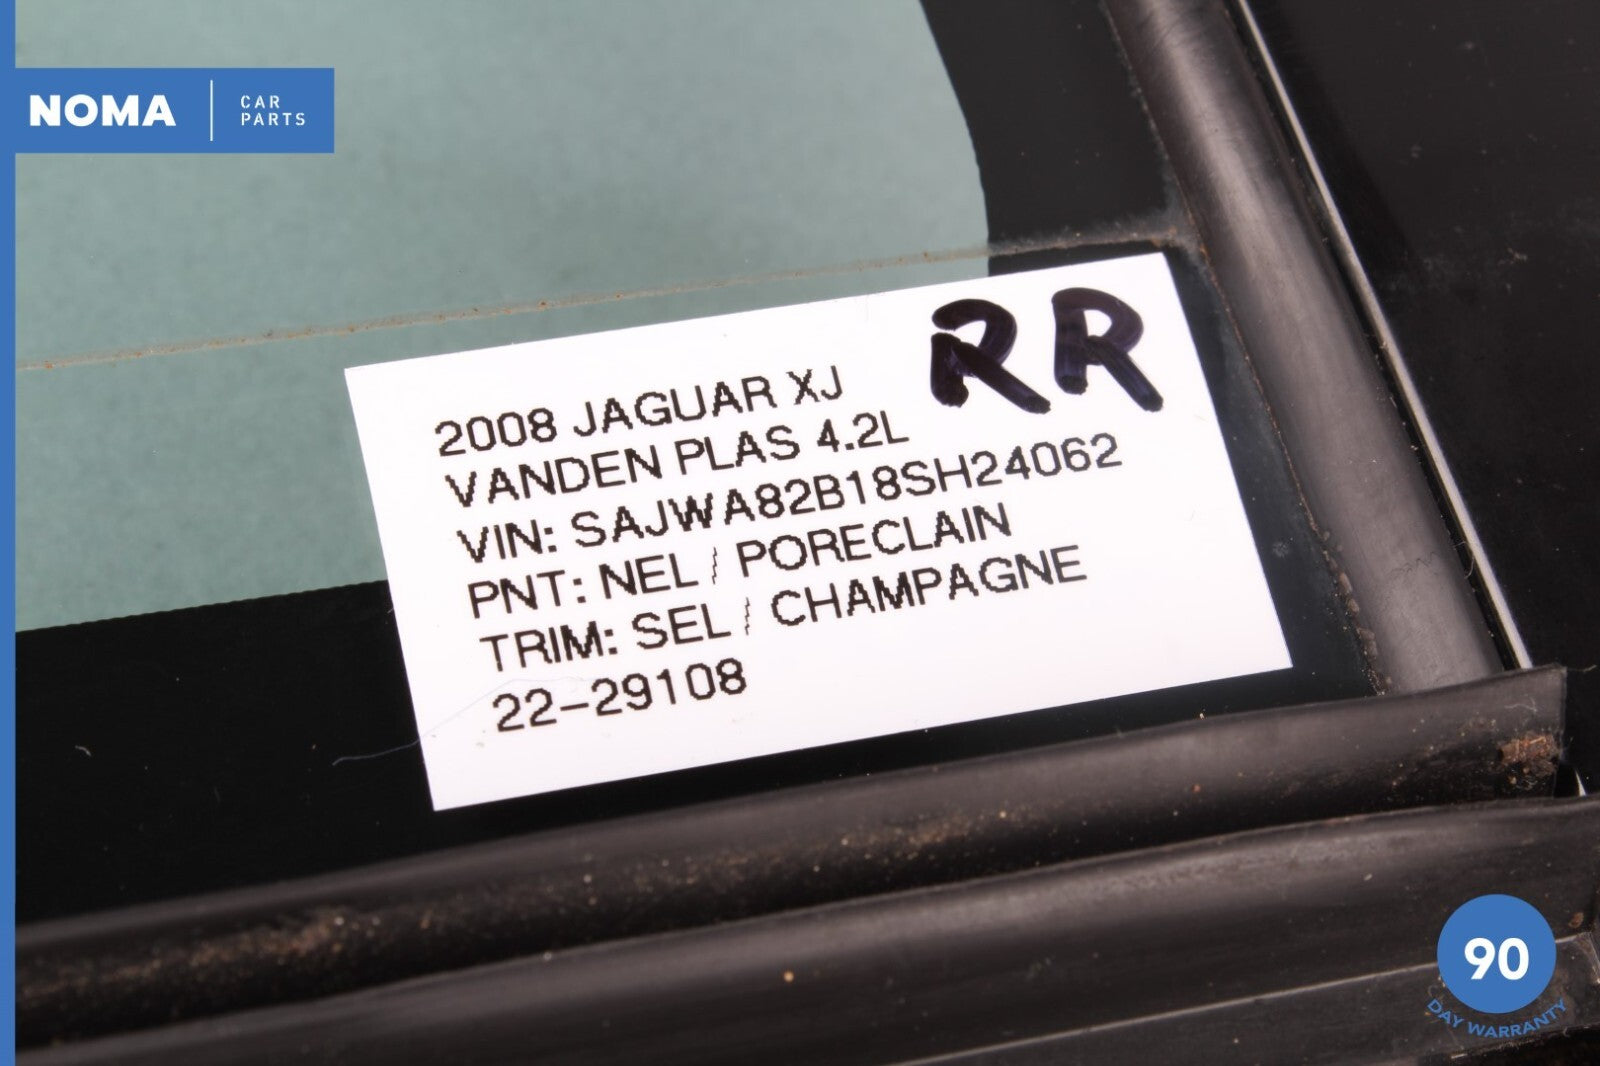 NOMA
CAR
PARTS
RR
2008 JAGUAR XJ
VANDEN PLAS 4.2L
VIN: SAJWA82B18SH24062
PNT: NEL / PORECLAIN
TRIM: SEL / CHAMPAGNE
22-29108
90
DAY WARRANTY